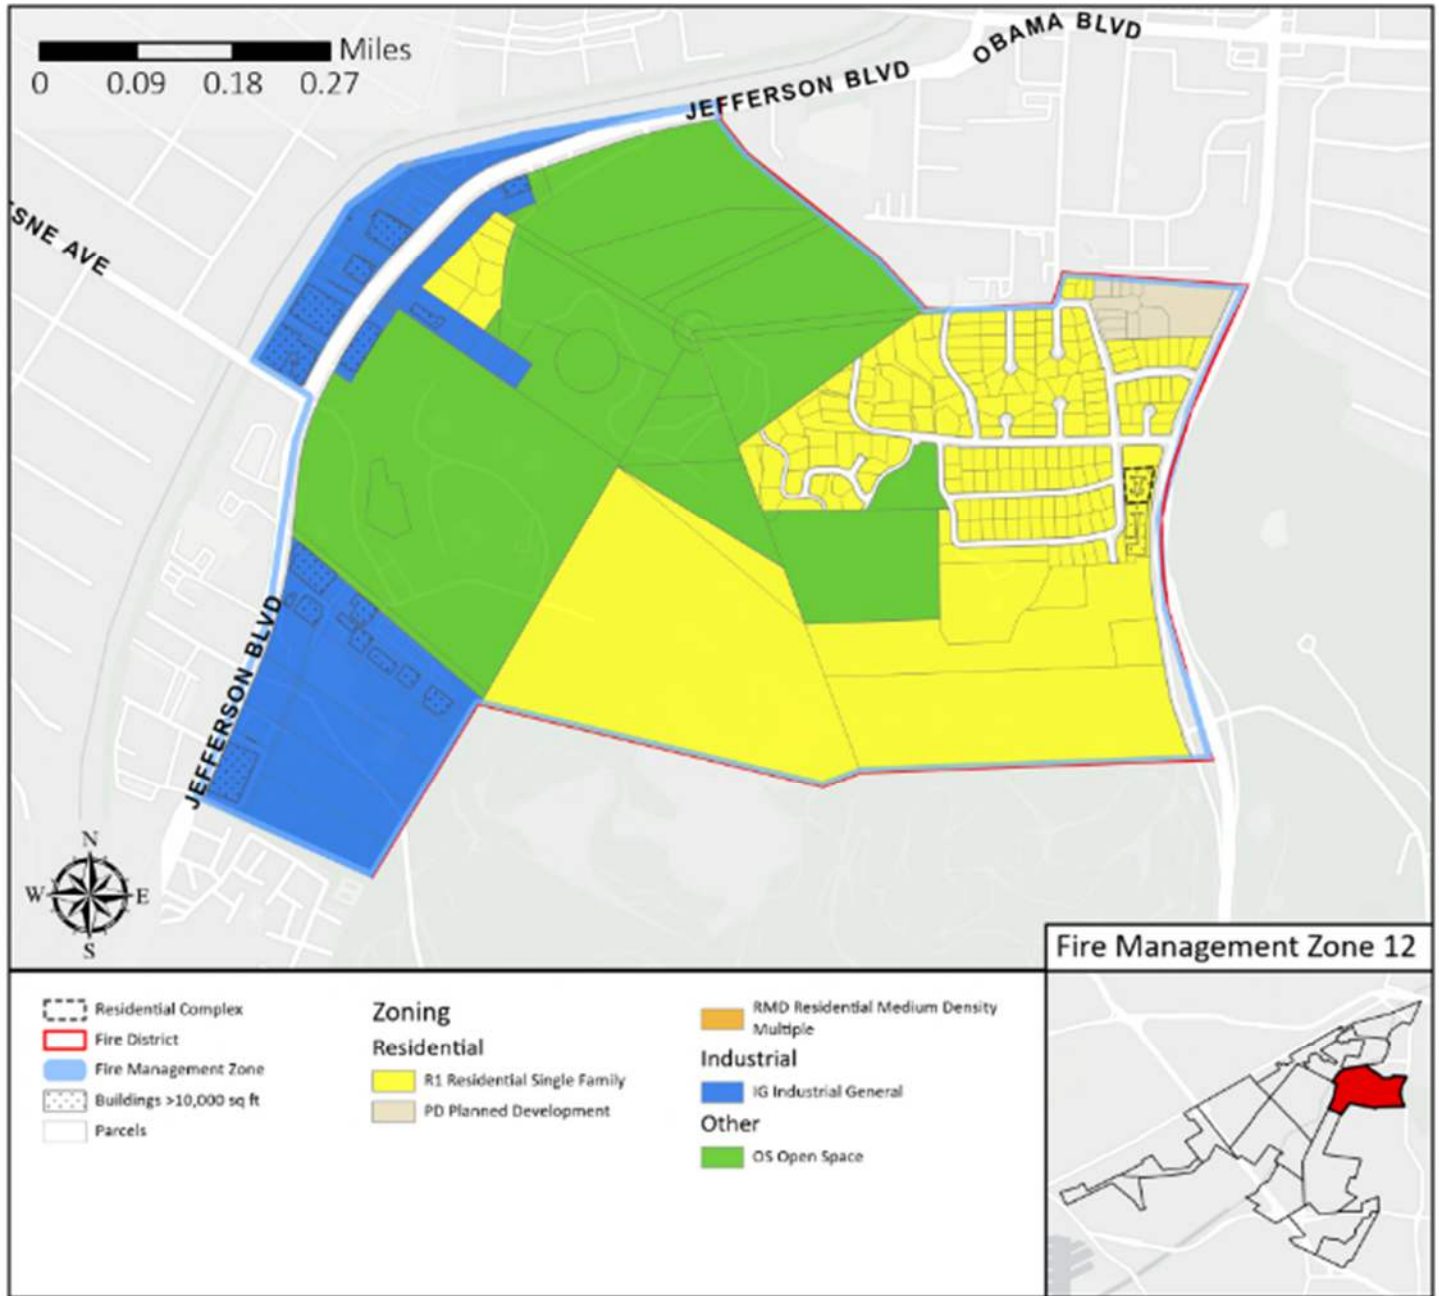 Miles
0 0.09 0.18 0.27
OBAMA BLVD
JEFFERSON BLVD
SNE AVE
JEFFERSON BLVD
N
W E
S
Fire Management Zone 12
Residential Complex
Fire District
Fire Management Zone
Buildings >10,000 sq ft
Parcels
Zoning
Residential
R1 Residential Single Family
PD Planned Development
RMD Residential Medium Density
Multiple
Industrial
IG Industrial General
Other
OS Open Space